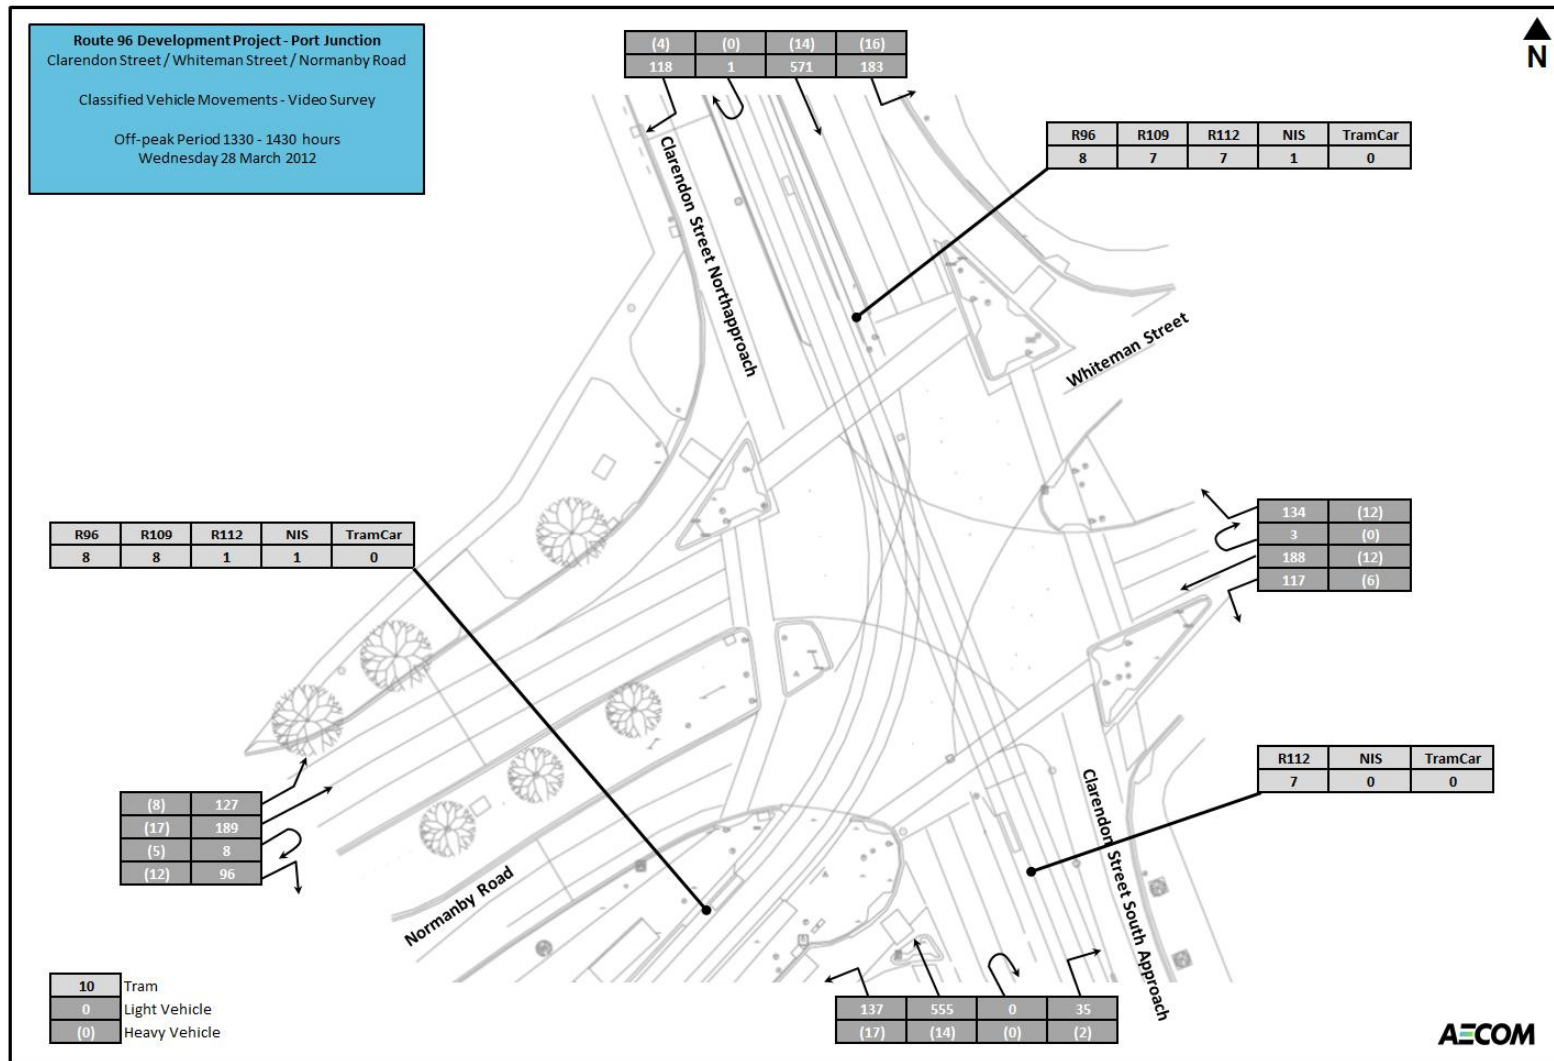 Route 96 Development Project - Port Junction
Clarendon Street / Whiteman Street / Normanby Road
Classified Vehicle Movements - Video Survey
Off-peak Period 1330 - 1430 hours
Wednesday 28 March 2012
N
(4) (0) (14) (16)
118 1 571 183
R96 R109 R112 NIS TramCar
8 7 7 1 0
Clarendon Street Northapproach
Whiteman Street
134 (12)
3 (0)
188 (12)
117 (6)
R96 R109 R112 NIS TramCar
8 8 1 1 0
R112 NIS TramCar
7 0 0
(8) 127
(17) 189
(5) 8
(12) 96
Normanby Road
Clarendon Street South Approach
137 555 0 35
(17) (14) (0) (2)
10 Tram
0 Light Vehicle
(0) Heavy Vehicle
AECOM